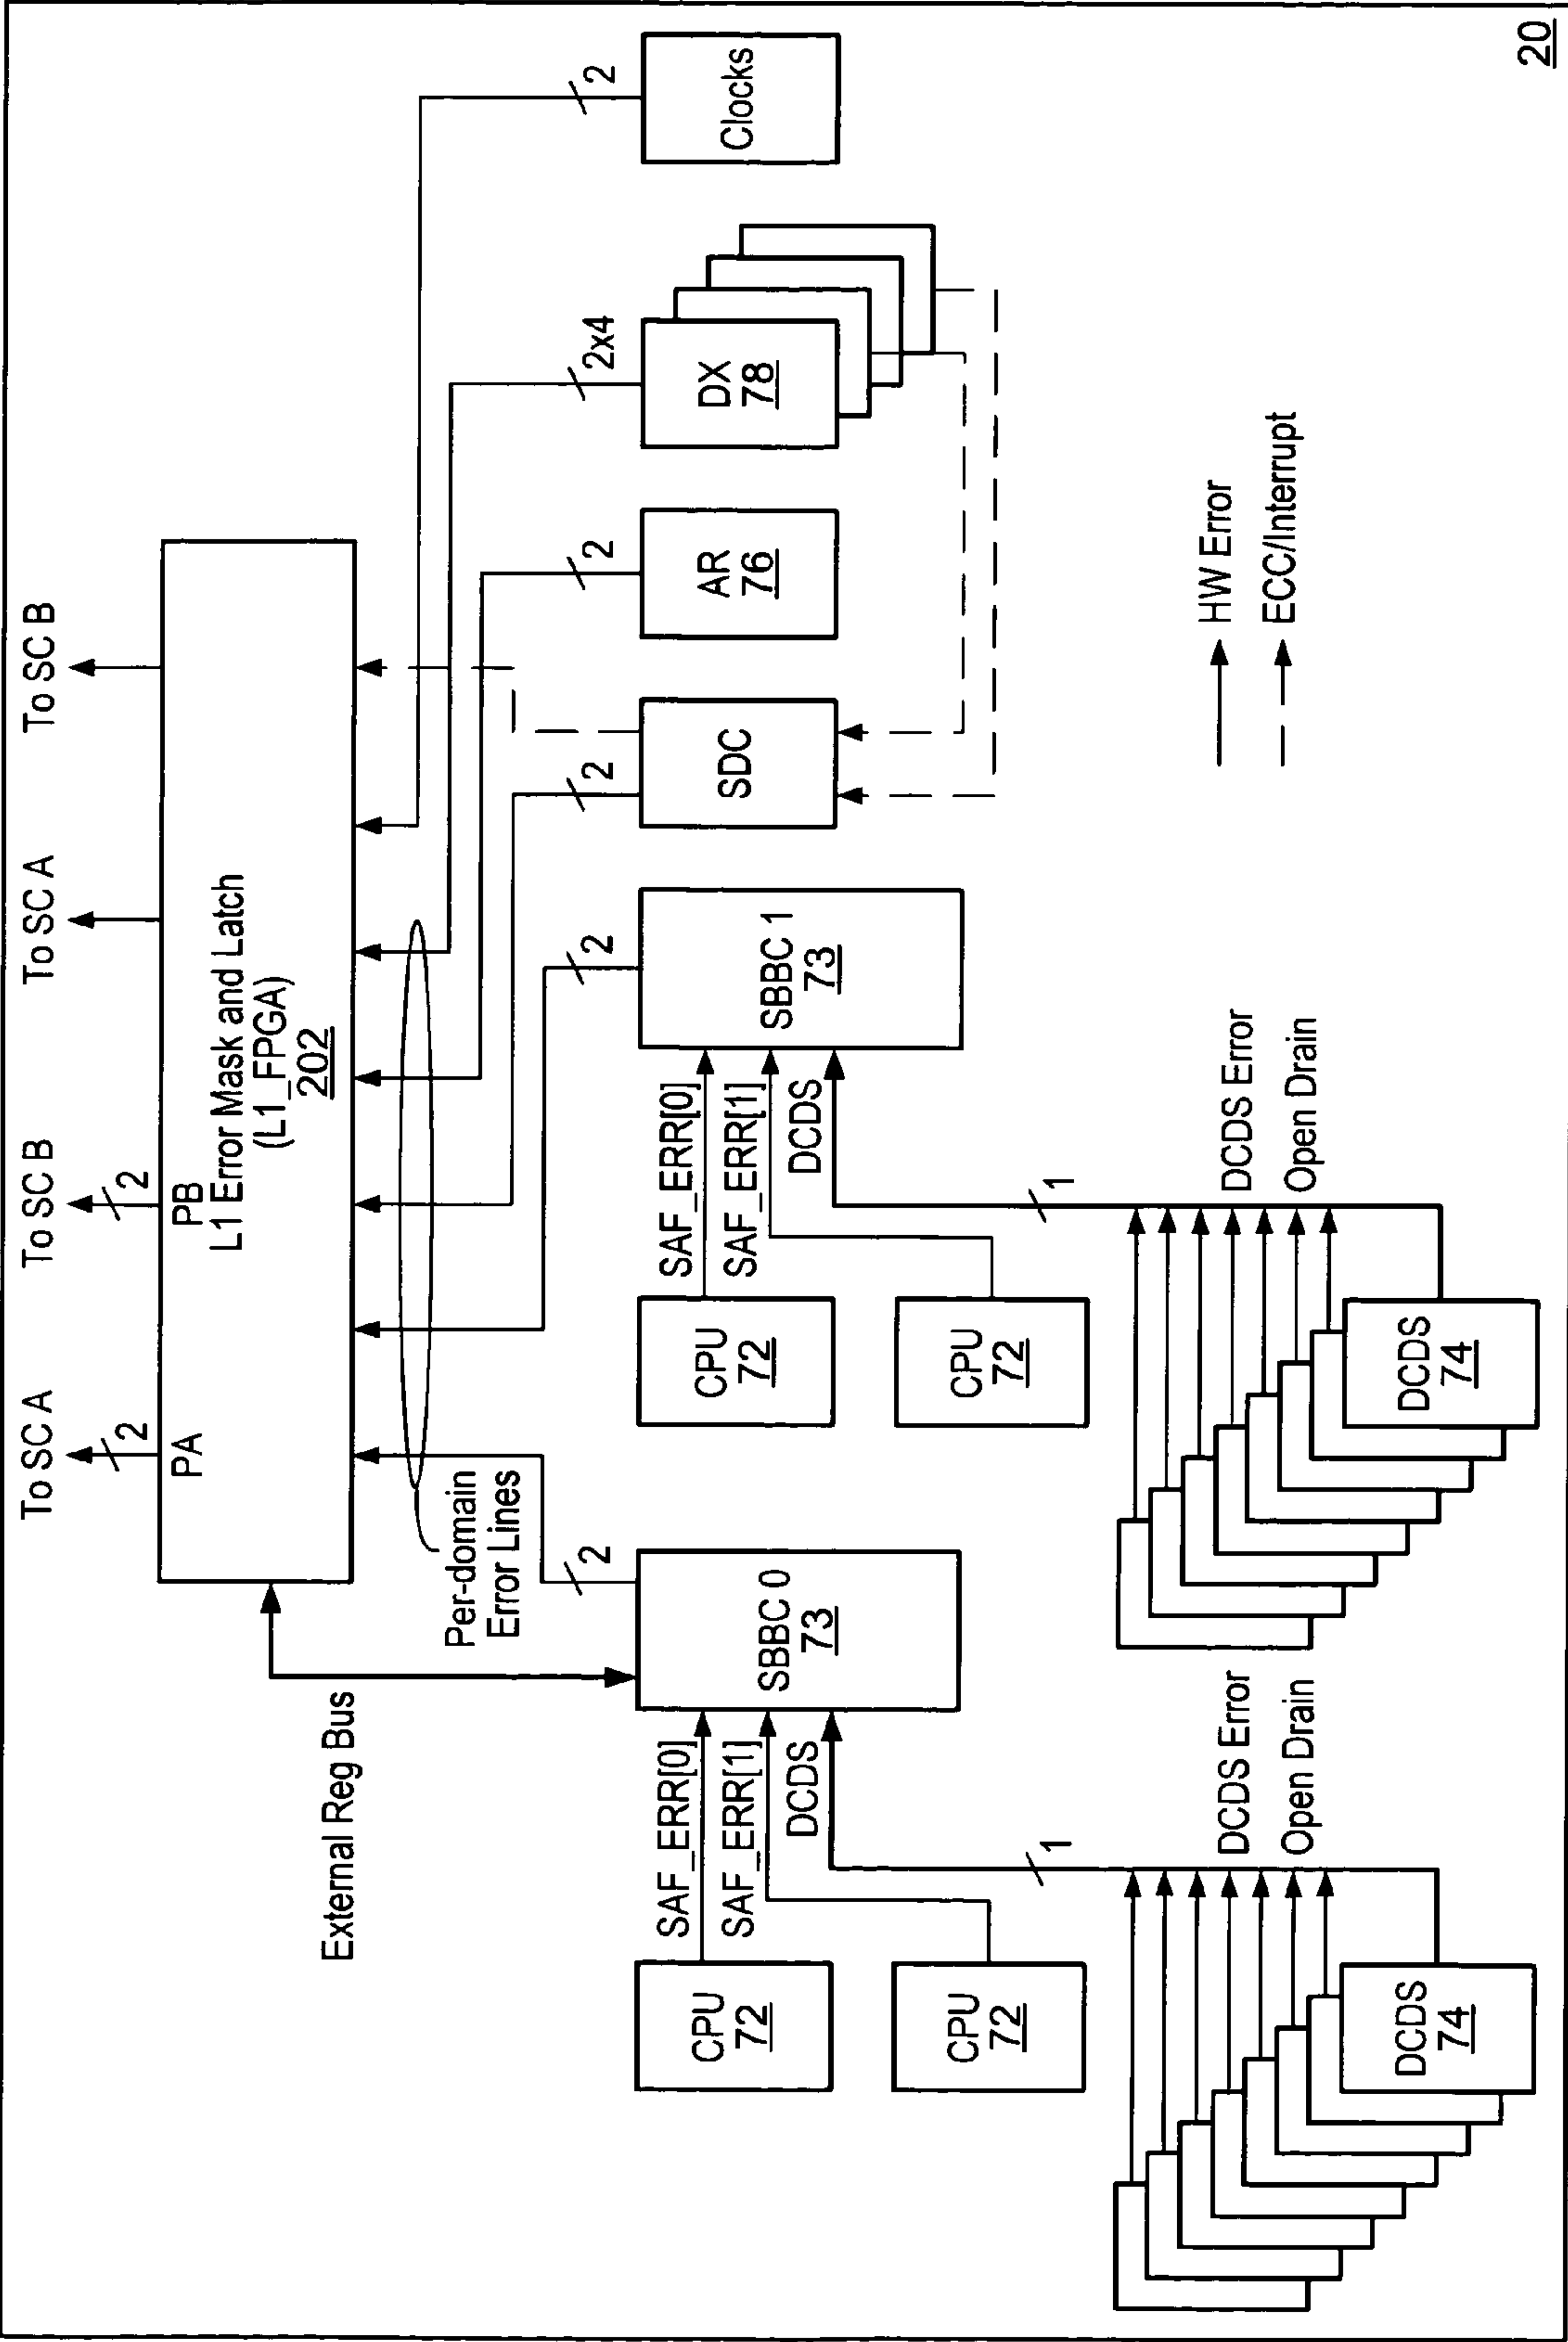 To SC A
To SC B
To SC A
To SC B
2
2
PA
PB
L1 Error Mask and Latch
(L1_FPGA)
202
External Reg Bus
Per-domain
Error Lines
2
2
2
2
2x4
2
SAF_ERR[0]
SAF_ERR[1]
DCDS
SBBC 0
73
SAF_ERR[0]
SAF_ERR[1]
DCDS
SBBC 1
73
SDC
AR
76
DX
78
Clocks
CPU
72
CPU
72
CPU
72
CPU
72
1
1
DCDS Error
Open Drain
DCDS Error
Open Drain
HW Error
ECC/Interrupt
DCDS
74
DCDS
74
20